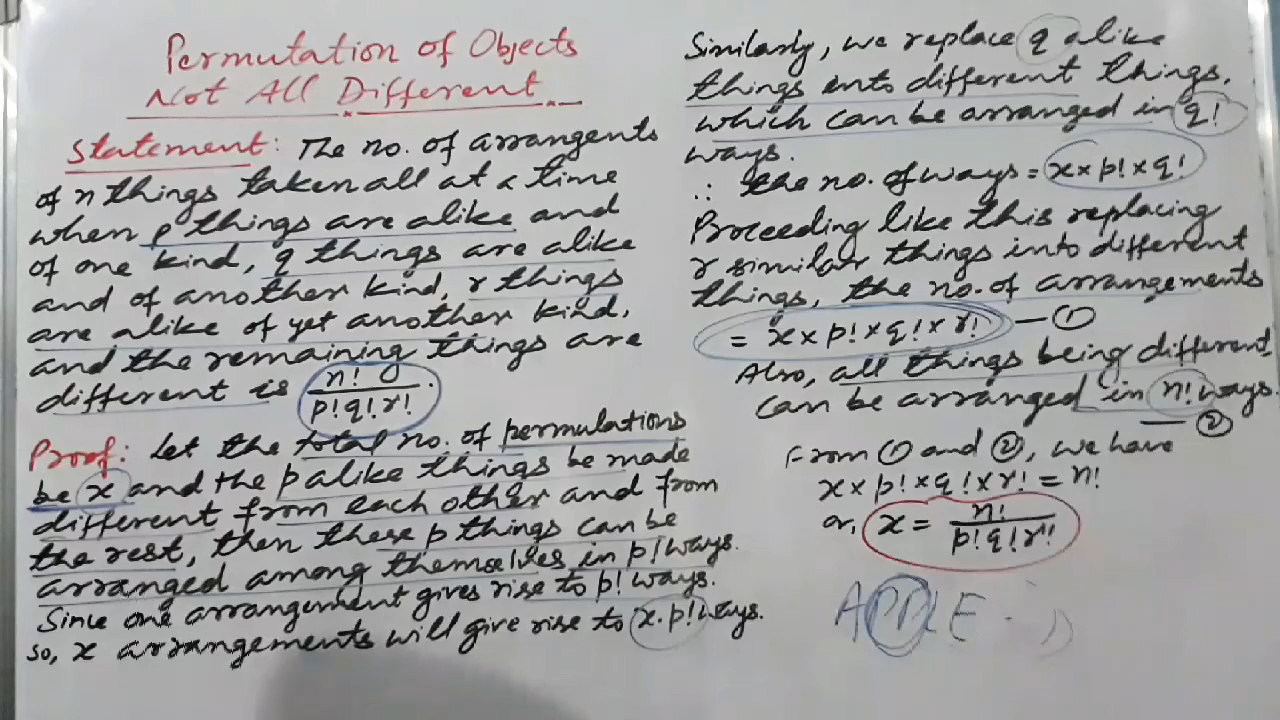 Permutation of Objects
Not All Different
Statement: The no. of arrangents
of n things taken all at a time
when p things are alike and
of one kind, q things are alike
and of another kind, r things
are alike of yet another kind,
and the remaining things are
different is n!/p!q!r!.
Proof: let the total no. of permulations
be x and the p alike things be made
different from each other and from
the rest, then these p things can be
arranged among themselves in p! ways.
Since one arrangement gives rise to p! ways.
so, x arrangements will give rise to x.p! ways.
Similarly, we replace q alike
things into different things,
which can be arranged in q!
ways.
∴ the no. of ways = x×p!×q!
Proceeding like this replacing
r similar things into different
things, the no. of arrangements
= x×p!×q!×r! — ①
Also, all things being different
can be arranged in n! ways.
— ②
From ① and ②, we have
x×p!×q!×r! = n!
or, x = n!/p!q!r!
APPLE